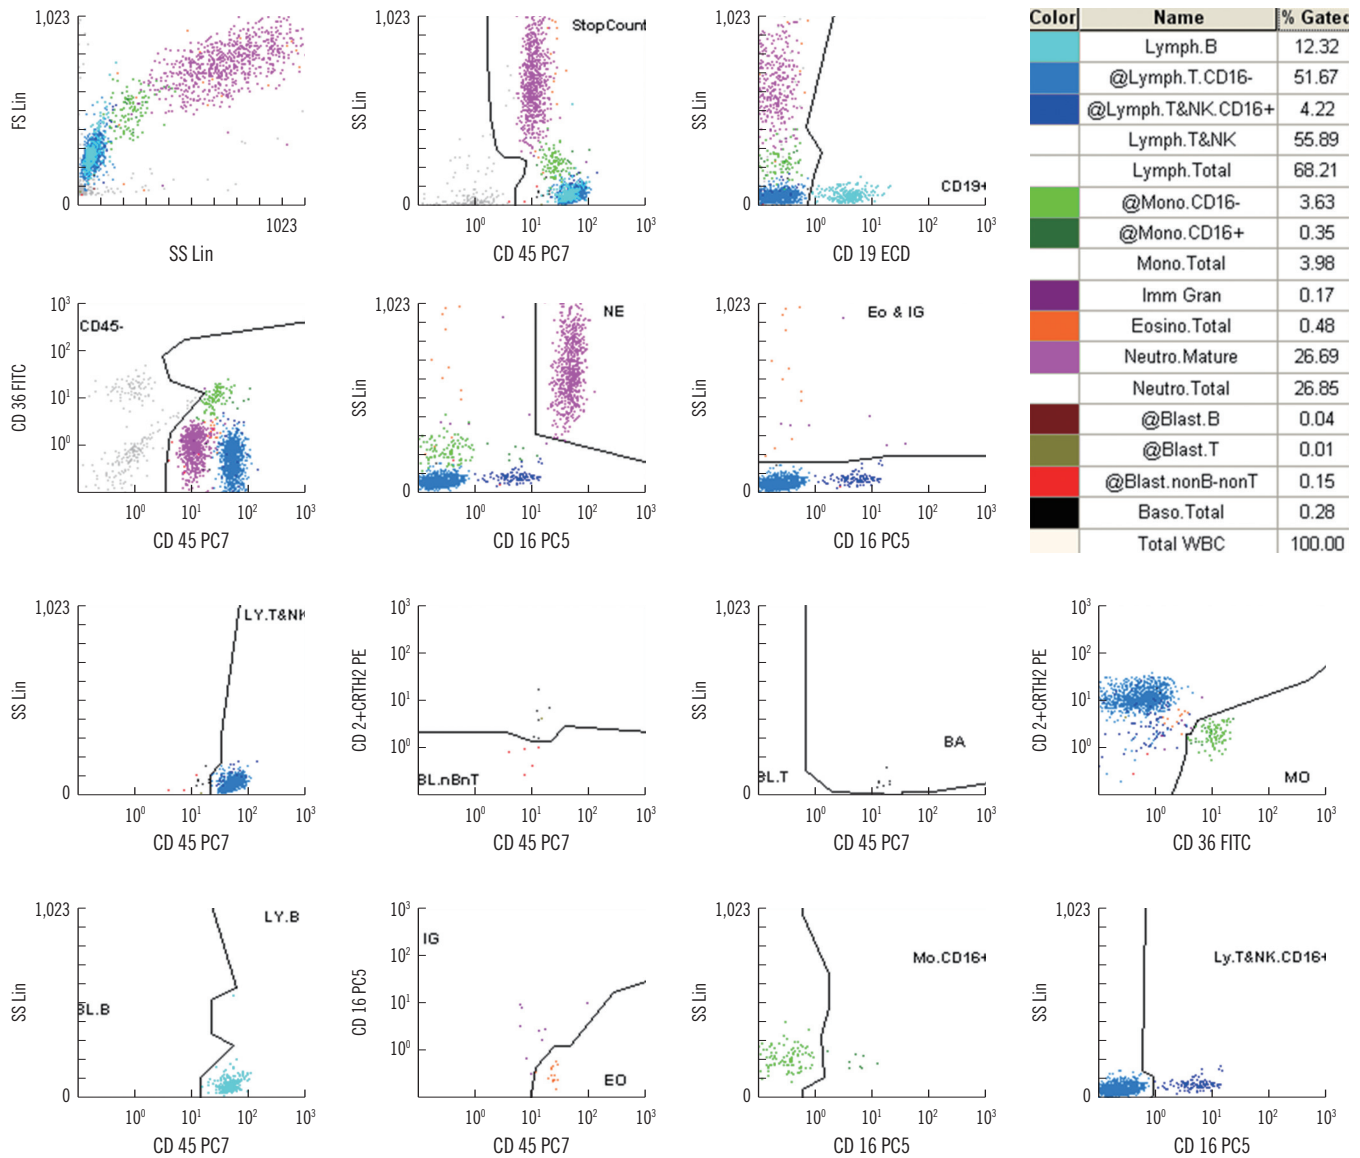 1,023
FS Lin
0
1023
SS Lin
1,023
StopCount
SS Lin
0
10⁰ 10¹ 10² 10³
CD 45 PC7
1,023
SS Lin
CD19+
0
10⁰ 10¹ 10² 10³
CD 19 ECD
Color Name % Gated
Lymph.B 12.32
@Lymph.T.CD16- 51.67
@Lymph.T&NK.CD16+ 4.22
Lymph.T&NK 55.89
Lymph.Total 68.21
@Mono.CD16- 3.63
@Mono.CD16+ 0.35
Mono.Total 3.98
Imm Gran 0.17
Eosino.Total 0.48
Neutro.Mature 26.69
Neutro.Total 26.85
@Blast.B 0.04
@Blast.T 0.01
@Blast.nonB-nonT 0.15
Baso.Total 0.28
Total WBC 100.00
10³
CD45-
10²
CD 36 FITC
10¹
10⁰
10⁰ 10¹ 10² 10³
CD 45 PC7
1,023
NE
SS Lin
0
10⁰ 10¹ 10² 10³
CD 16 PC5
1,023
Eo & IG
SS Lin
0
10⁰ 10¹ 10² 10³
CD 16 PC5
1,023
LY.T&NK
SS Lin
0
10⁰ 10¹ 10² 10³
CD 45 PC7
10³
10²
CD 2+CRTH2 PE
10¹
10⁰
BL.nBnT
10⁰ 10¹ 10² 10³
CD 45 PC7
1,023
SS Lin
BA
BL.T
0
10⁰ 10¹ 10² 10³
CD 45 PC7
10³
10²
CD 2+CRTH2 PE
10¹
10⁰
MO
10⁰ 10¹ 10² 10³
CD 36 FITC
1,023
LY.B
SS Lin
BL.B
0
10⁰ 10¹ 10² 10³
CD 45 PC7
10³
IG
10²
CD 16 PC5
10¹
10⁰
EO
10⁰ 10¹ 10² 10³
CD 45 PC7
1,023
Mo.CD16+
SS Lin
0
10⁰ 10¹ 10² 10³
CD 16 PC5
1,023
Ly.T&NK.CD16+
SS Lin
0
10⁰ 10¹ 10² 10³
CD 16 PC5